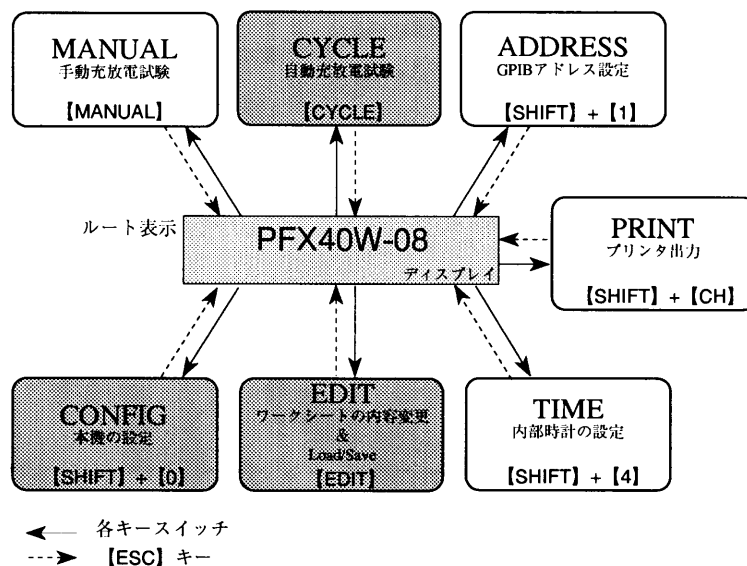 MANUAL
手動充放電試験
【MANUAL】
CYCLE
自動充放電試験
【CYCLE】
ADDRESS
GPIBアドレス設定
【SHIFT】+【1】
ルート表示
PFX40W-08
ディスプレイ
PRINT
プリンタ出力
【SHIFT】+【CH】
CONFIG
本機の設定
【SHIFT】+【0】
EDIT
ワークシートの内容変更
&
Load/Save
【EDIT】
TIME
内部時計の設定
【SHIFT】+【4】
各キースイッチ
【ESC】キー